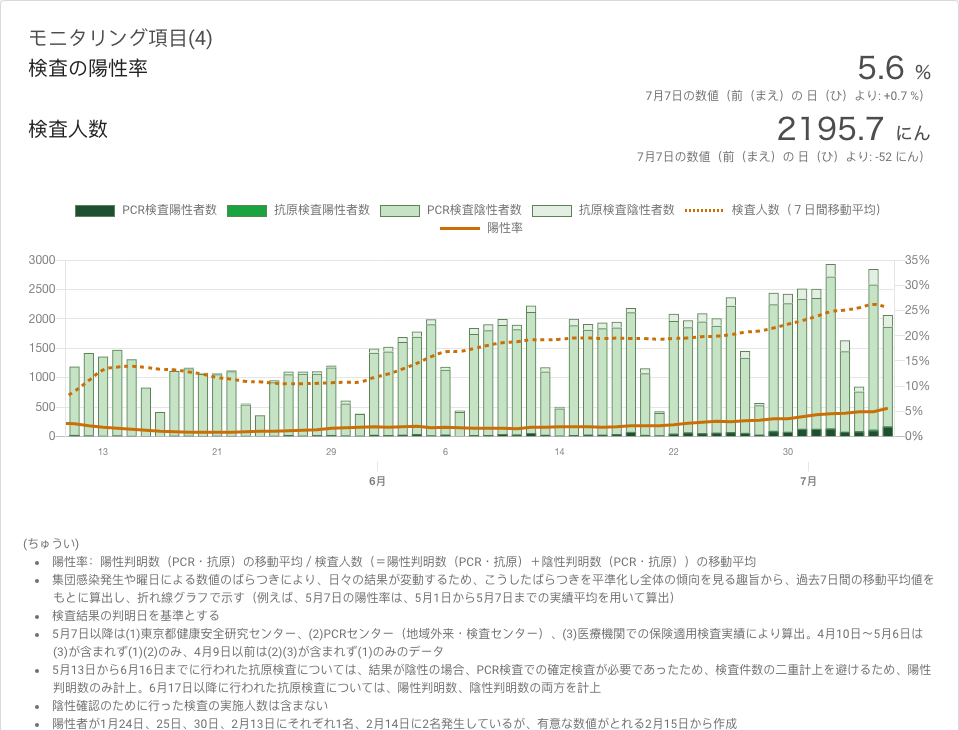 モニタリング項目(4)
検査の陽性率
5.6 %
7月7日の数値（前（まえ）の 日（ひ）より: +0.7 %）
検査人数
2195.7 にん
7月7日の数値（前（まえ）の 日（ひ）より: -52 にん）
PCR検査陽性者数 抗原検査陽性者数 PCR検査陰性者数 抗原検査陰性者数 検査人数（７日間移動平均）
陽性率
3000 35%
30%
2500
25%
2000
20%
1500
15%
1000
10%
500
5%
0 0%
13 21 29 6 14 22 30
6月 7月
(ちゅうい)
• 陽性率：陽性判明数（PCR・抗原）の移動平均 / 検査人数（＝陽性判明数（PCR・抗原）＋陰性判明数（PCR・抗原））の移動平均
• 集団感染発生や曜日による数値のばらつきにより、日々の結果が変動するため、こうしたばらつきを平準化し全体の傾向を見る趣旨から、過去7日間の移動平均値を
もとに算出し、折れ線グラフで示す（例えば、5月7日の陽性率は、5月1日から5月7日までの実績平均を用いて算出）
• 検査結果の判明日を基準とする
• 5月7日以降は(1)東京都健康安全研究センター、(2)PCRセンター（地域外来・検査センター）、(3)医療機関での保険適用検査実績により算出。4月10日～5月6日は
(3)が含まれず(1)(2)のみ、4月9日以前は(2)(3)が含まれず(1)のみのデータ
• 5月13日から6月16日までに行われた抗原検査については、結果が陰性の場合、PCR検査での確定検査が必要であったため、検査件数の二重計上を避けるため、陽性
判明数のみ計上。6月17日以降に行われた抗原検査については、陽性判明数、陰性判明数の両方を計上
• 陰性確認のために行った検査の実施人数は含まない
• 陽性者が1月24日、25日、30日、2月13日にそれぞれ1名、2月14日に2名発生しているが、有意な数値がとれる2月15日から作成